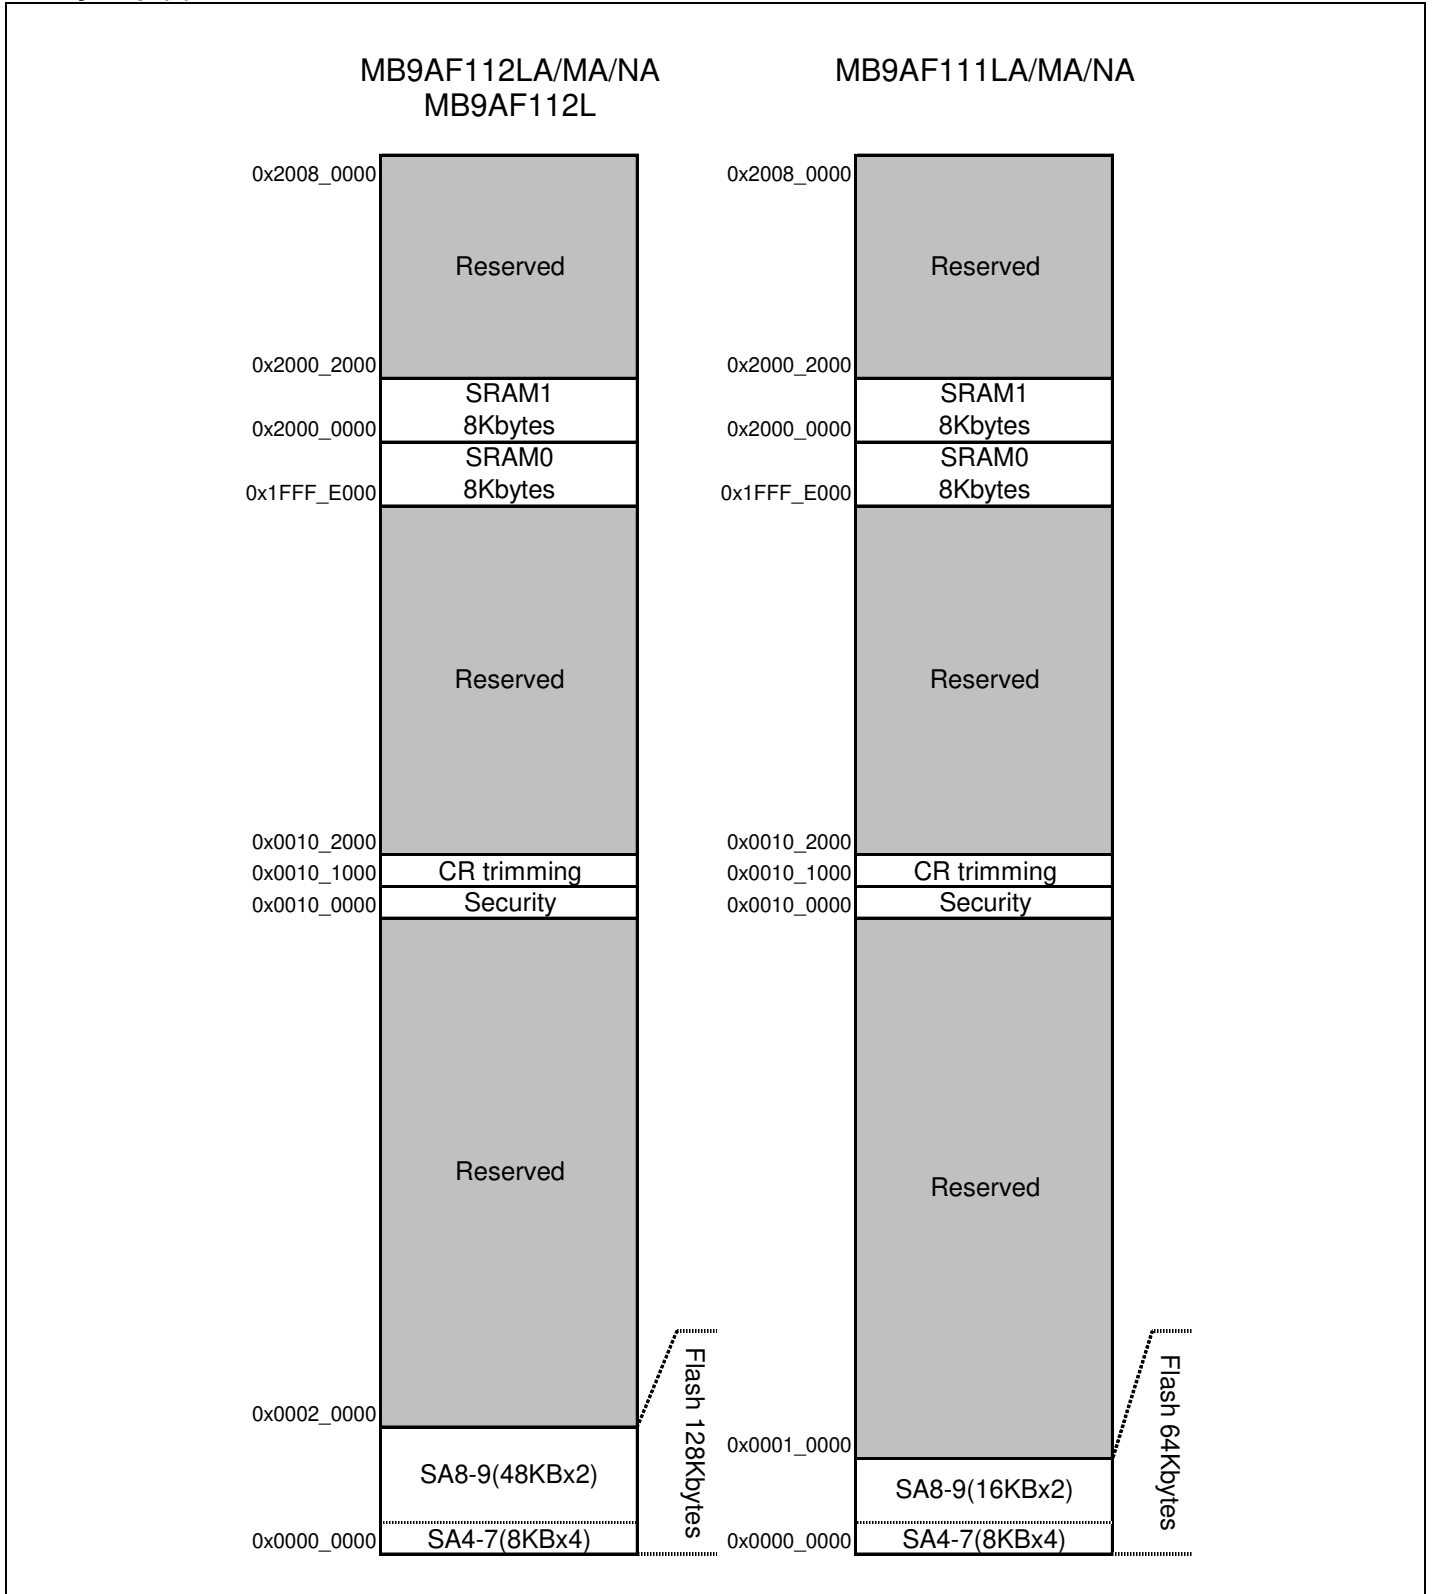 MB9AF112LA/MA/NA
MB9AF112L
0x2008_0000
Reserved
0x2000_2000
SRAM1
8Kbytes
0x2000_0000
SRAM0
8Kbytes
0x1FFF_E000
Reserved
0x0010_2000
CR trimming
0x0010_1000
Security
0x0010_0000
Reserved
0x0002_0000
SA8-9(48KBx2)
SA4-7(8KBx4)
0x0000_0000
Flash 128Kbytes
MB9AF111LA/MA/NA
0x2008_0000
Reserved
0x2000_2000
SRAM1
8Kbytes
0x2000_0000
SRAM0
8Kbytes
0x1FFF_E000
Reserved
0x0010_2000
CR trimming
0x0010_1000
Security
0x0010_0000
Reserved
0x0001_0000
SA8-9(16KBx2)
SA4-7(8KBx4)
0x0000_0000
Flash 64Kbytes